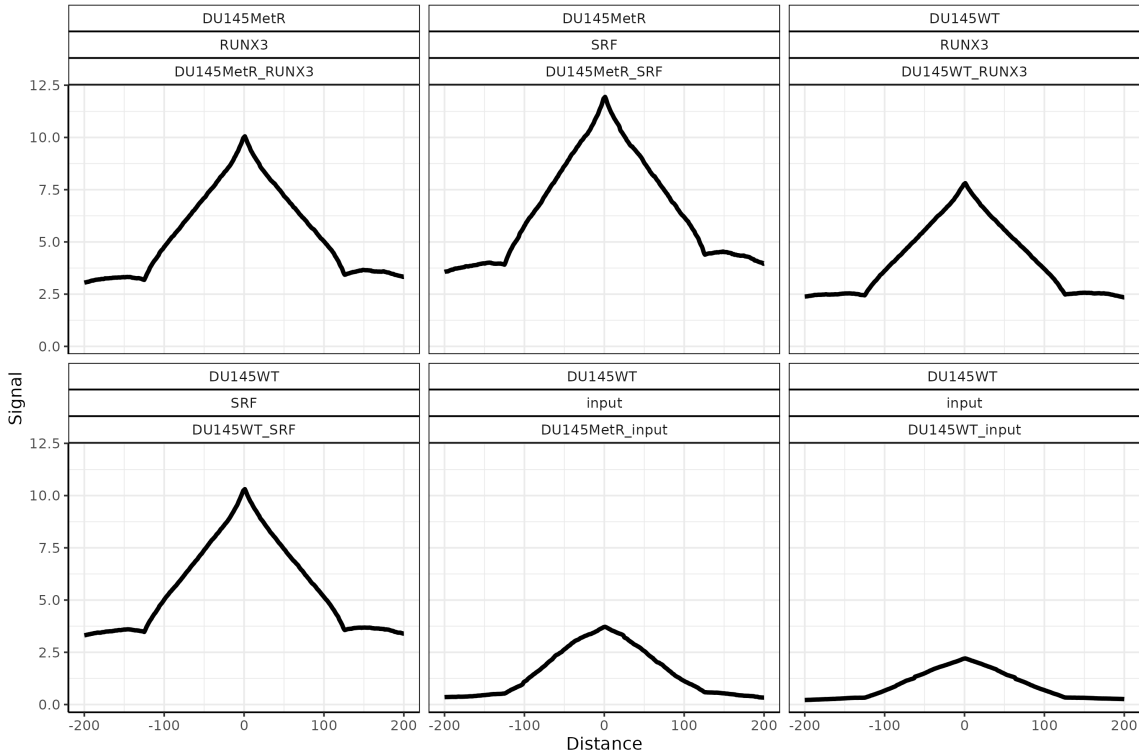 DU145MetR DU145MetR DU145WT
RUNX3 SRF RUNX3
DU145MetR_RUNX3 DU145MetR_SRF DU145WT_RUNX3
12.5
10.0
7.5
5.0
2.5
0.0
DU145WT DU145WT DU145WT
SRF input input
DU145WT_SRF DU145MetR_input DU145WT_input
12.5
10.0
7.5
5.0
2.5
0.0
-200 -100 0 100 200 -200 -100 0 100 200 -200 -100 0 100 200
Distance
Signal